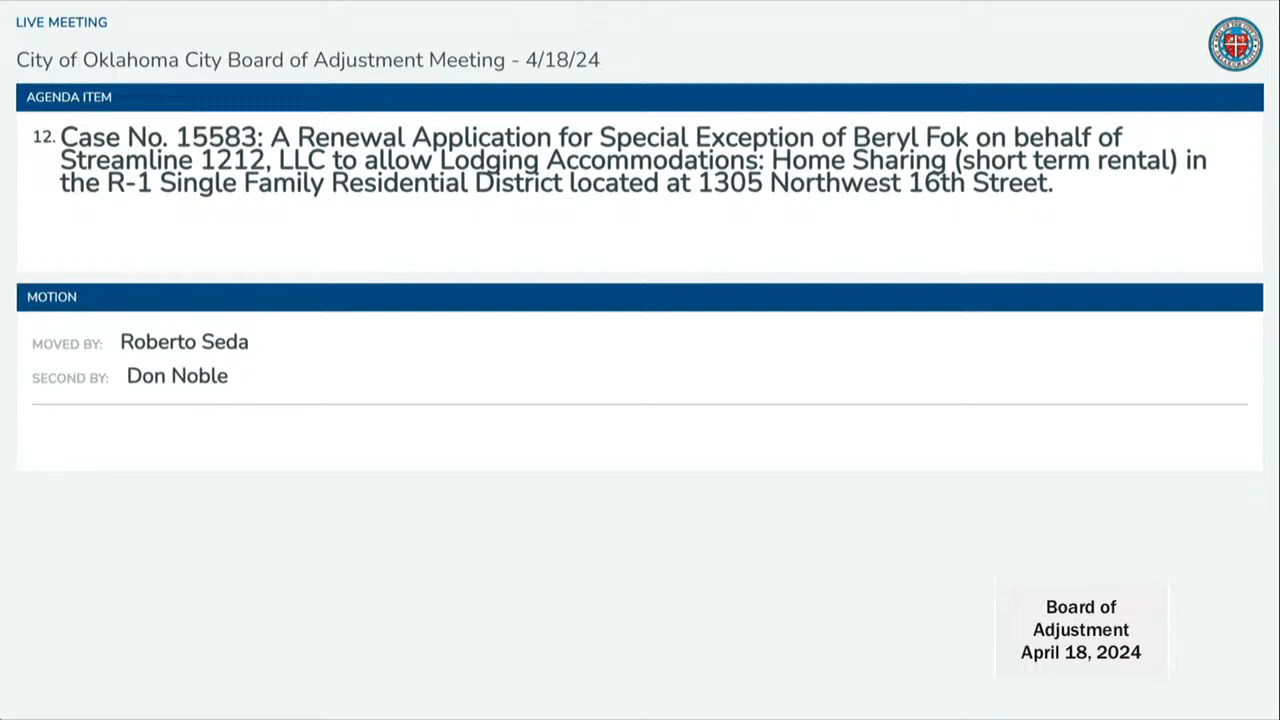 LIVE MEETING
City of Oklahoma City Board of Adjustment Meeting - 4/18/24
AGENDA ITEM
12. Case No. 15583: A Renewal Application for Special Exception of Beryl Fok on behalf of
Streamline 1212, LLC to allow Lodging Accommodations: Home Sharing (short term rental) in
the R-1 Single Family Residential District located at 1305 Northwest 16th Street.
MOTION
MOVED BY: Roberto Seda
SECOND BY: Don Noble
Board of
Adjustment
April 18, 2024